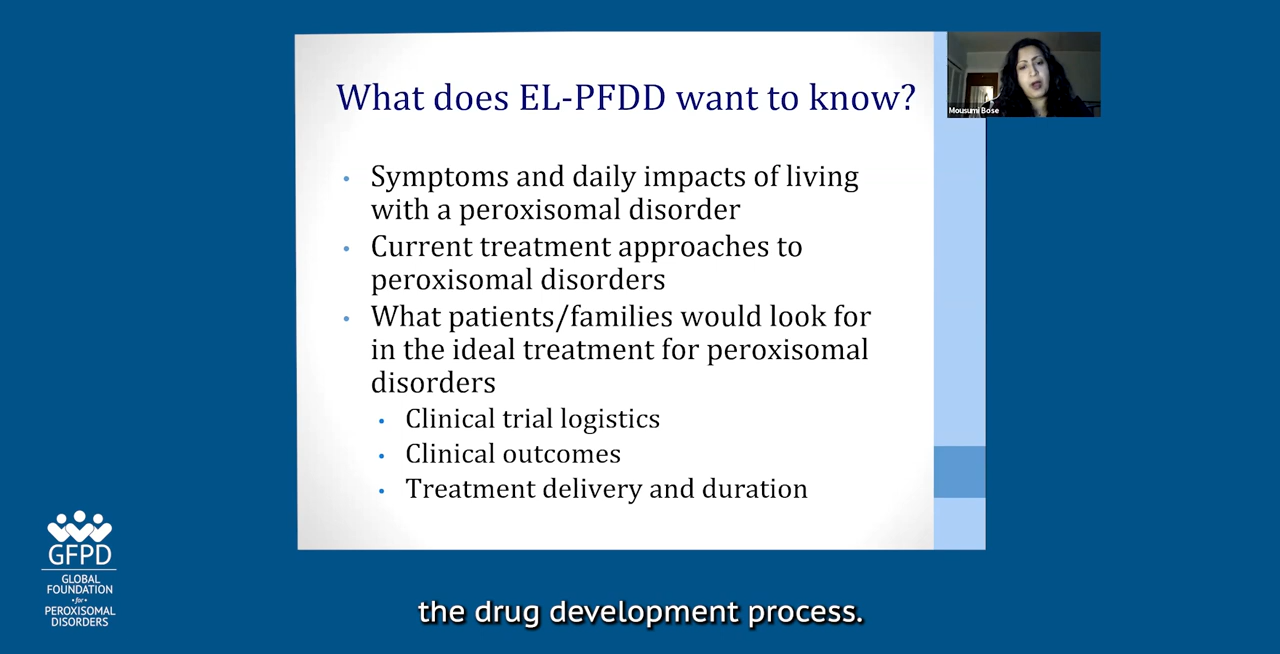 What does EL-PFDD want to know?
Mousumi Bose
• Symptoms and daily impacts of living
with a peroxisomal disorder
• Current treatment approaches to
peroxisomal disorders
• What patients/families would look for
in the ideal treatment for peroxisomal
disorders
• Clinical trial logistics
• Clinical outcomes
• Treatment delivery and duration
GFPD
GLOBAL
FOUNDATION
•for•
PEROXISOMAL
DISORDERS
the drug development process.